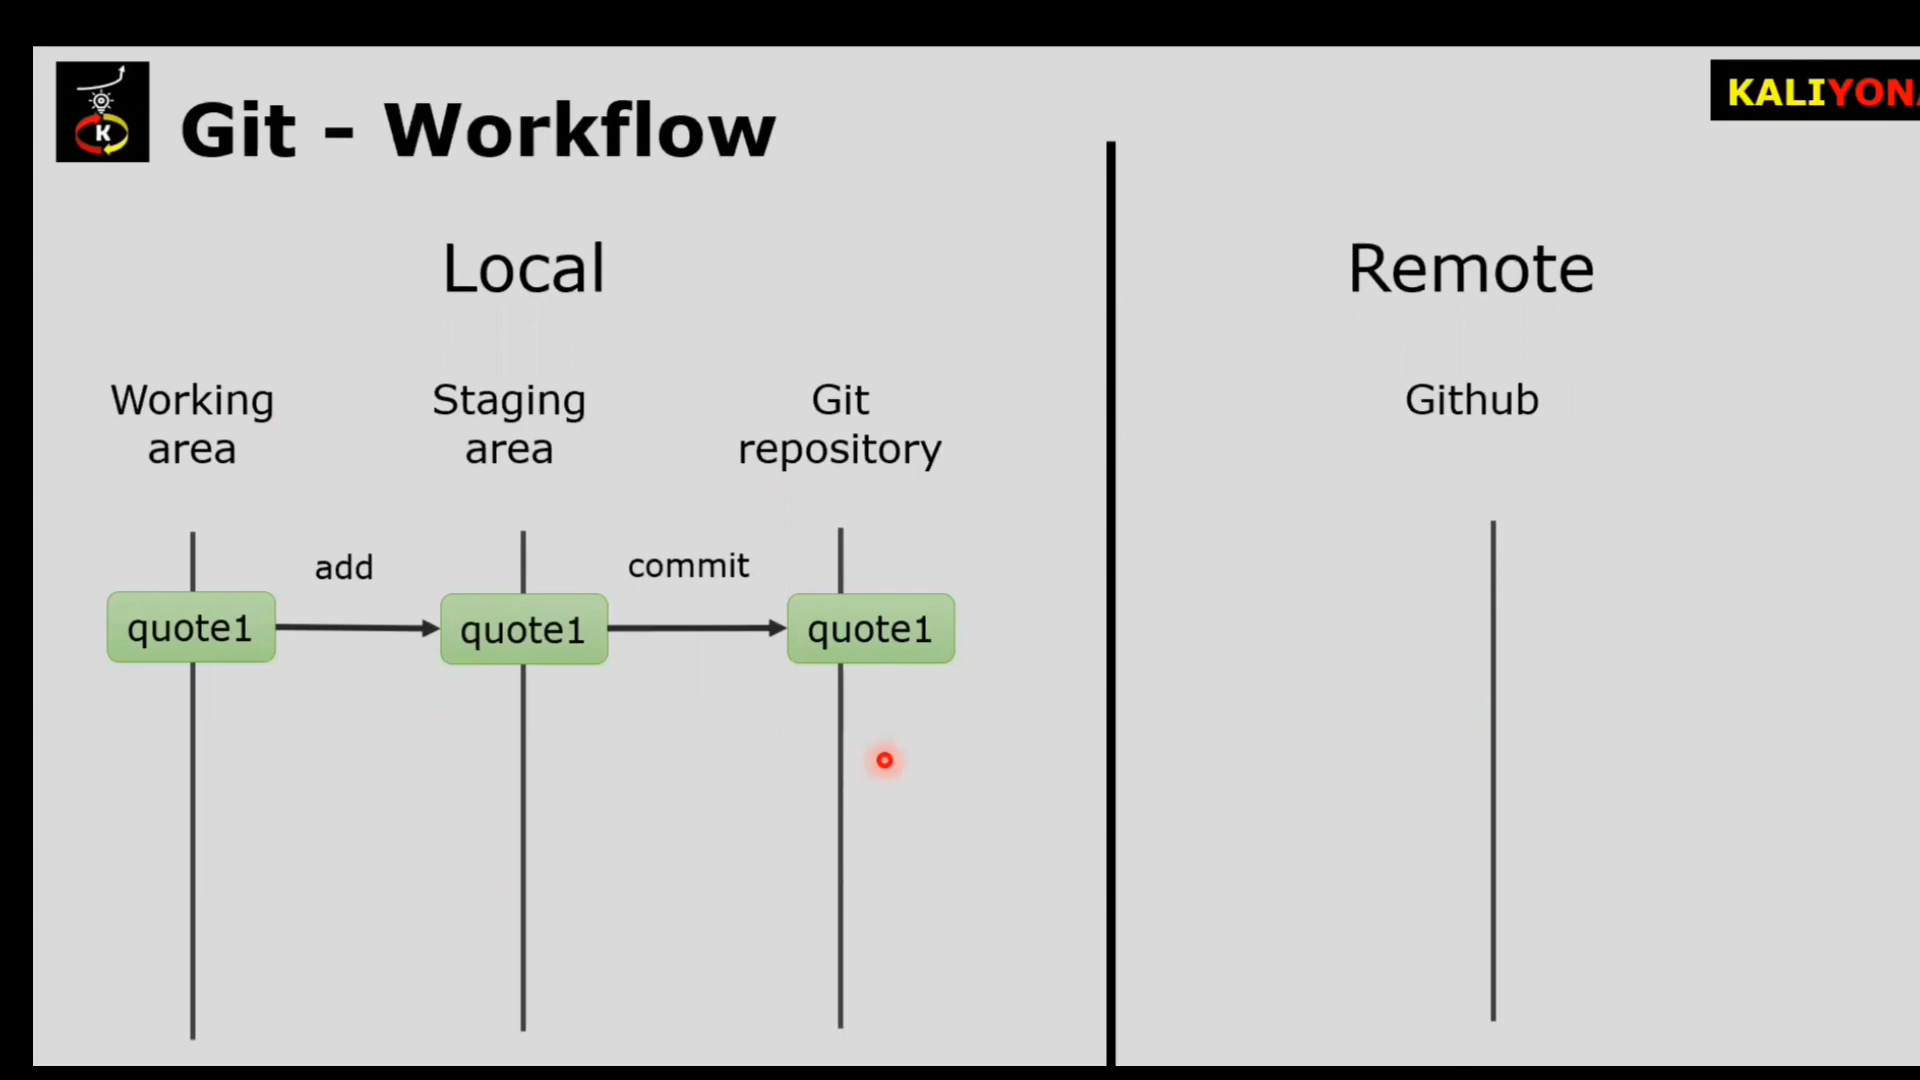 K
Git - Workflow
KALIYON
Local
Remote
Working
area
Staging
area
Git
repository
Github
add
commit
quote1
quote1
quote1